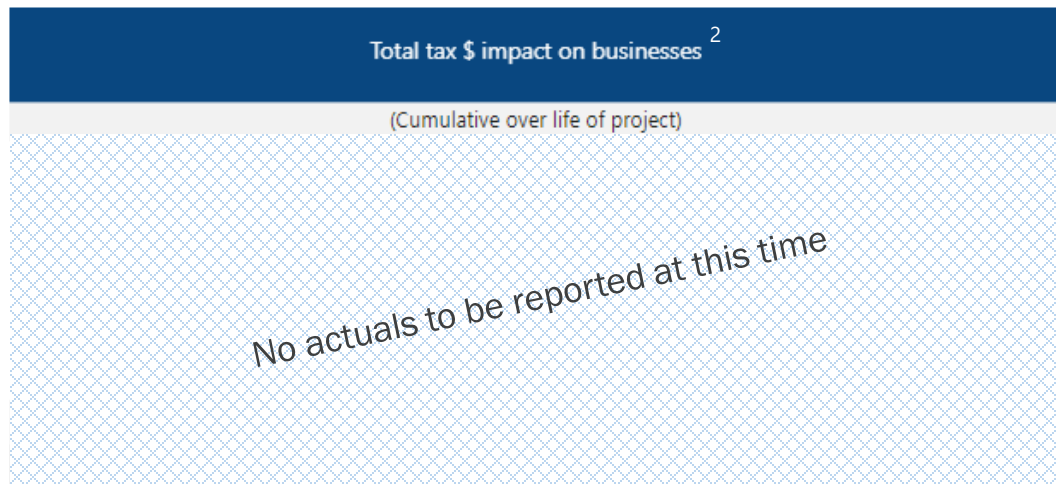 Total tax $ impact on businesses 2
(Cumulative over life of project)
No actuals to be reported at this time